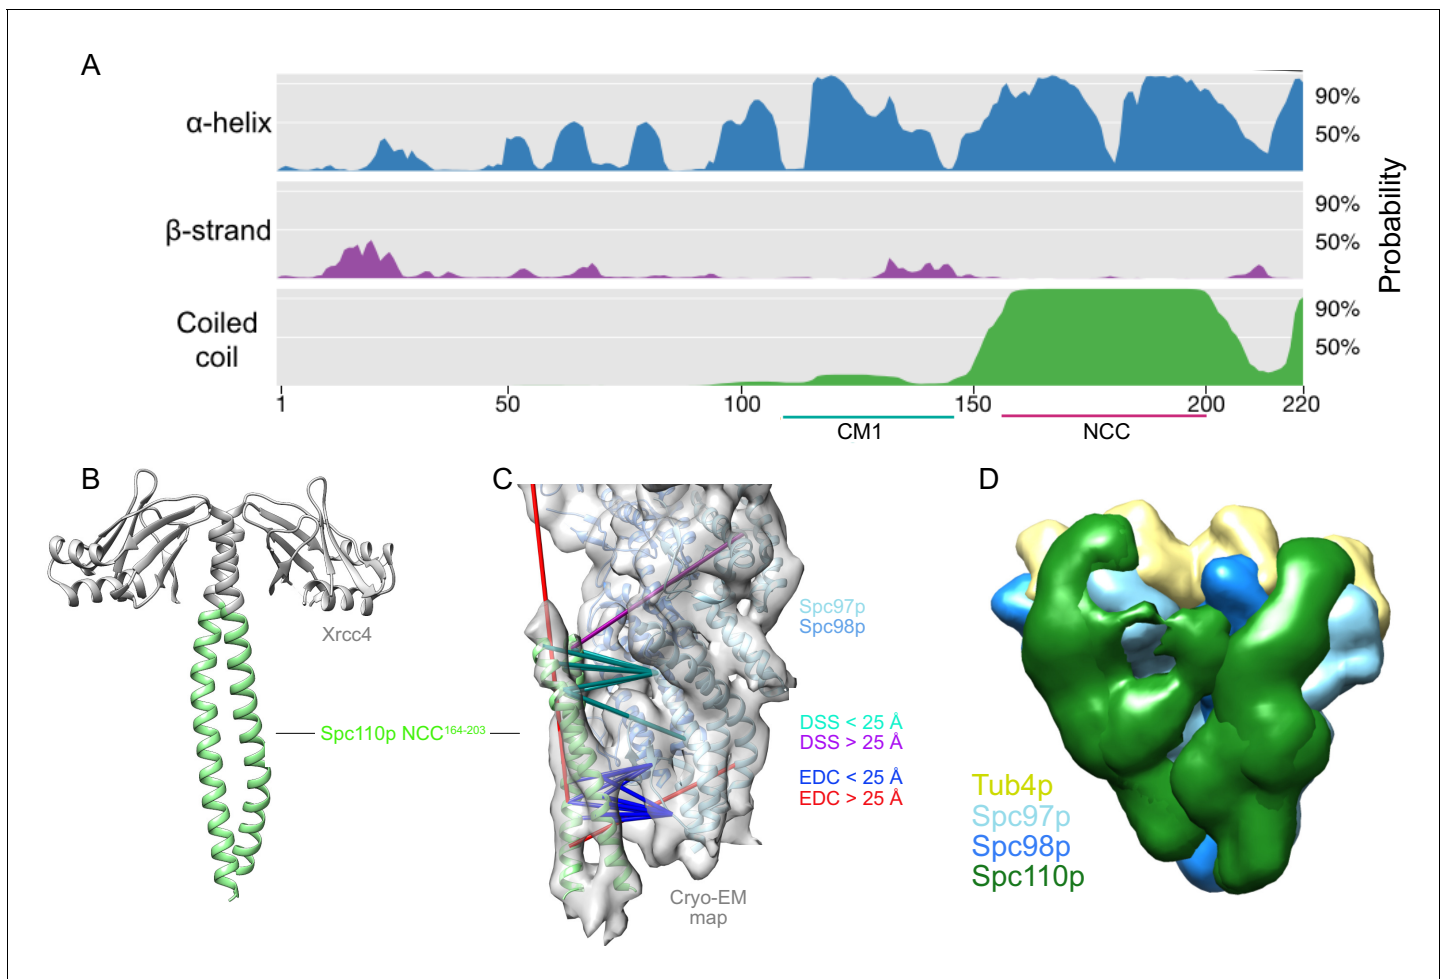 A
α-helix
90%
50%
β-strand
90%
50%
Coiled
coil
90%
50%
Probability
1 50 100 150 200 220
CM1 NCC
B
Xrcc4
Spc110p NCC164-203
C
Spc97p
Spc98p
DSS < 25 Å
DSS > 25 Å
EDC < 25 Å
EDC > 25 Å
Cryo-EM
map
D
Tub4p
Spc97p
Spc98p
Spc110p